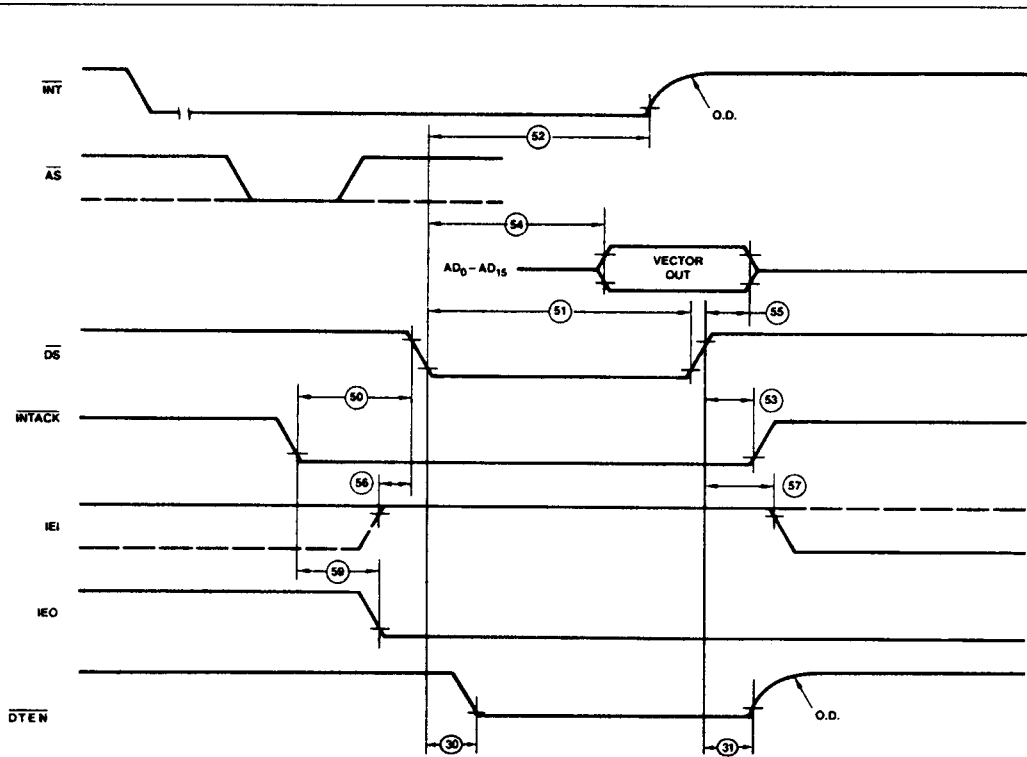 INT
O.D.
52
AS
54
AD0 – AD15
VECTOR
OUT
51
55
DS
50
53
INTACK
56
57
IEI
59
IEO
DTEN
O.D.
30
31